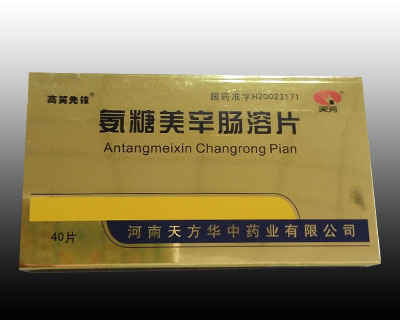 高笑先锋®
国药准字H20023171
天方
氨糖美辛肠溶片
Antangmeixin Changrong Pian
40片
河南天方华中药业有限公司